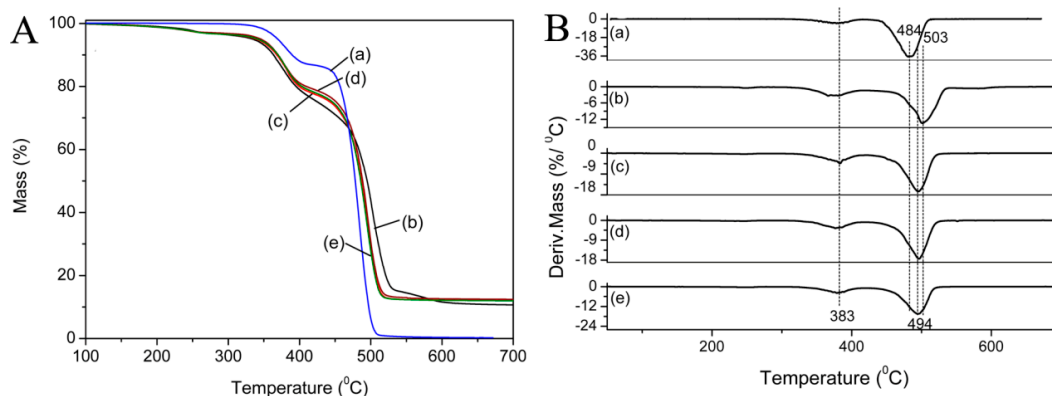 A
100
80
60
40
20
0
Mass (%)
(a)
(d)
(c)
(b)
(e)
100
200
300
400
500
600
700
Temperature (⁰C)
B
0
-18
-36
(a)
484
503
0
-6
-12
(b)
0
-9
-18
(c)
0
-9
-18
(d)
0
-12
-24
(e)
383
494
Deriv.Mass (%/ ⁰C)
200
400
600
Temperature (⁰C)